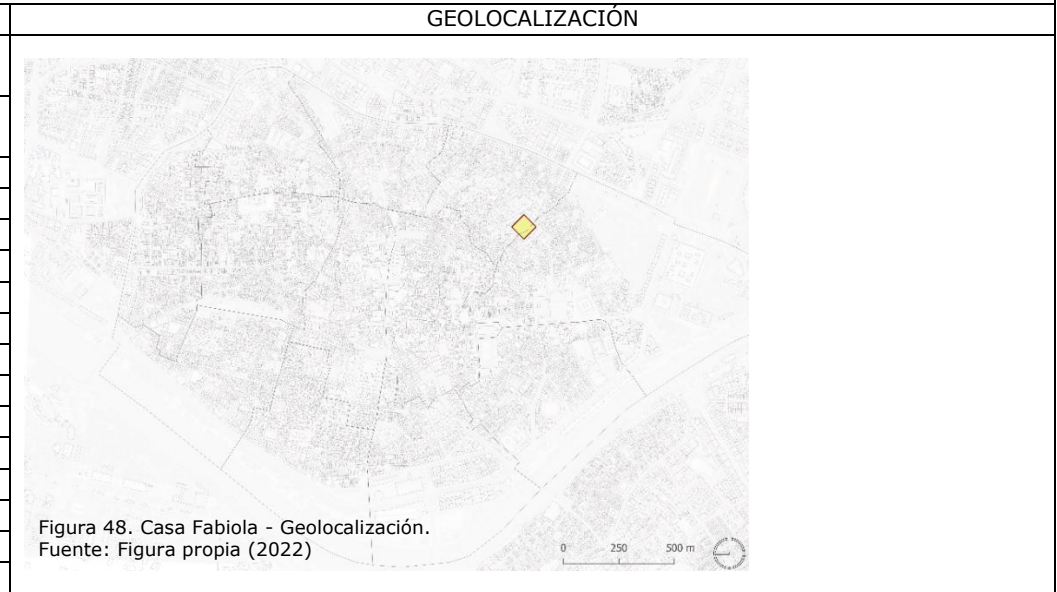 GEOLOCALIZACIÓN
Figura 48. Casa Fabiola - Geolocalización.
Fuente: Figura propia (2022)
0 250 500 m